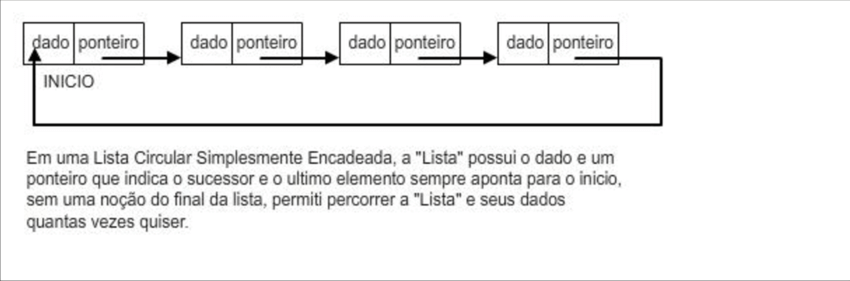 dado ponteiro dado ponteiro dado ponteiro dado ponteiro
INICIO
Em uma Lista Circular Simplesmente Encadeada, a "Lista" possui o dado e um
ponteiro que indica o sucessor e o ultimo elemento sempre aponta para o inicio,
sem uma noção do final da lista, permiti percorrer a "Lista" e seus dados
quantas vezes quiser.